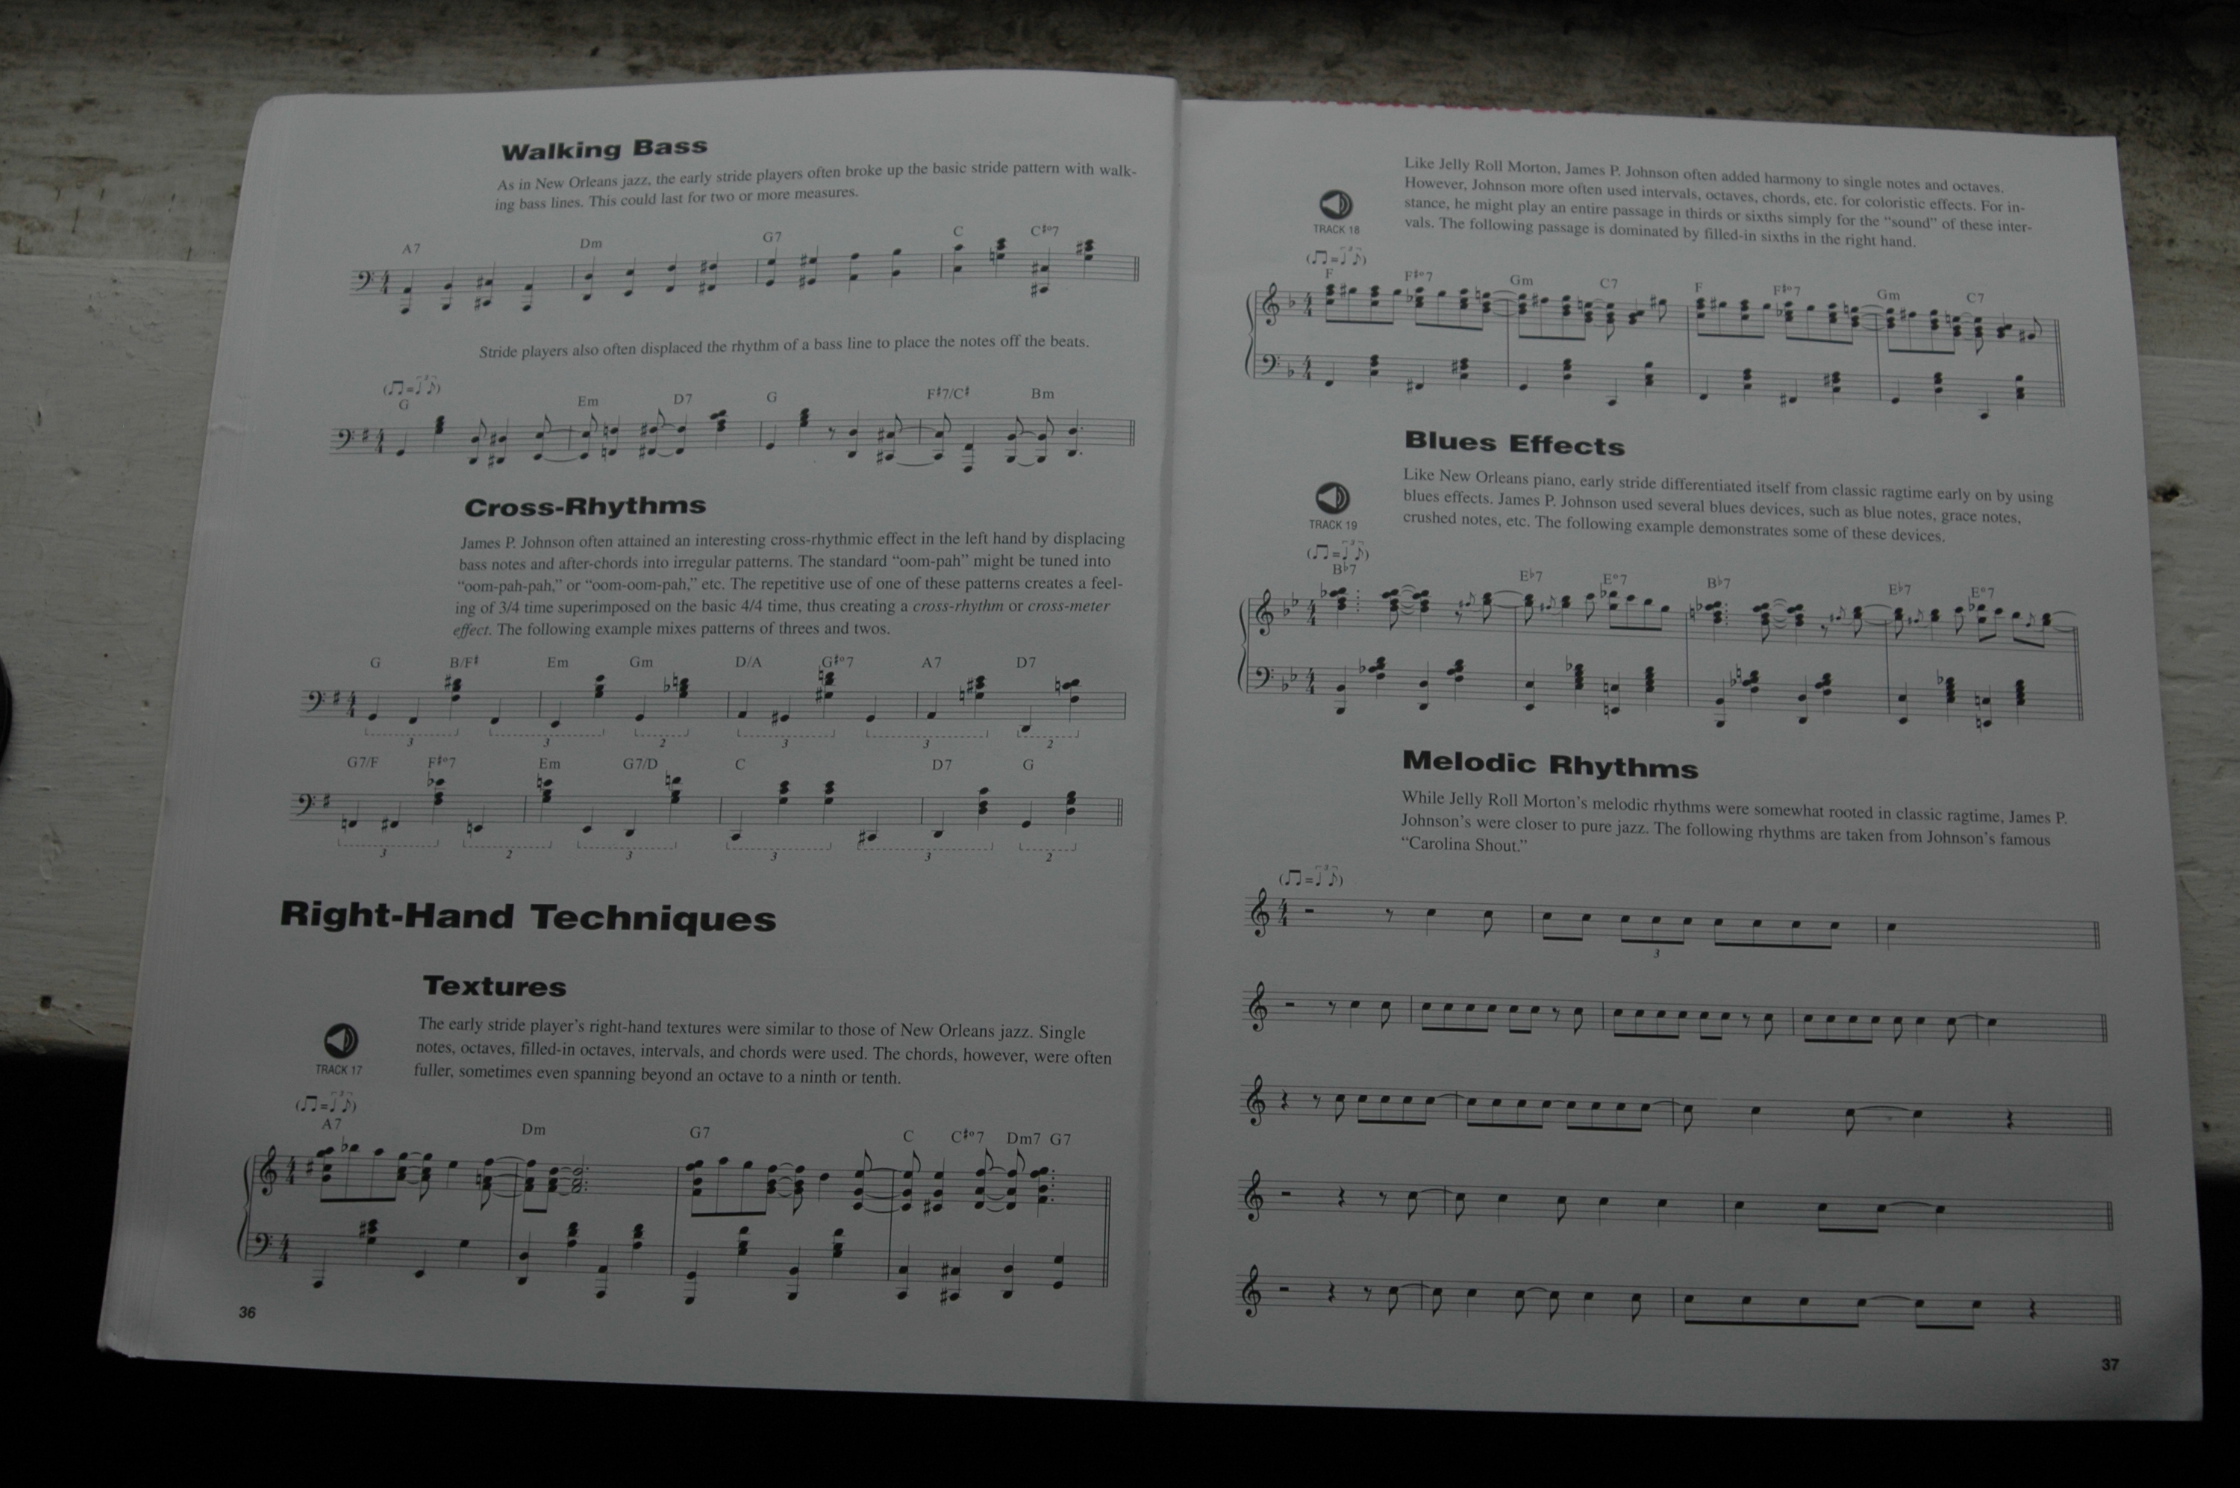 Walking Bass
As in New Orleans jazz, the early stride players often broke up the basic stride pattern with walk-
ing bass lines. This could last for two or more measures.
A7 Dm G7 C C♯°7
Stride players also often displaced the rhythm of a bass line to place the notes off the beats.
G Em D7 G F♯7/C♯ Bm
Cross-Rhythms
James P. Johnson often attained an interesting cross-rhythmic effect in the left hand by displacing
bass notes and after-chords into irregular patterns. The standard “oom-pah” might be tuned into
“oom-pah-pah,” or “oom-oom-pah,” etc. The repetitive use of one of these patterns creates a feel-
ing of 3/4 time superimposed on the basic 4/4 time, thus creating a cross-rhythm or cross-meter
effect. The following example mixes patterns of threes and twos.
G B/F♯ Em Gm D/A G♯°7 A7 D7
3 3 2 3 3 2
G7/F F♯°7 Em G7/D C D7 G
3 2 3 3 3 2
Right-Hand Techniques
Textures
The early stride player’s right-hand textures were similar to those of New Orleans jazz. Single
notes, octaves, filled-in octaves, intervals, and chords were used. The chords, however, were often
fuller, sometimes even spanning beyond an octave to a ninth or tenth.
TRACK 17
A7 Dm G7 C C♯°7 Dm7 G7
36
Like Jelly Roll Morton, James P. Johnson often added harmony to single notes and octaves.
However, Johnson more often used intervals, octaves, chords, etc. for coloristic effects. For in-
stance, he might play an entire passage in thirds or sixths simply for the “sound” of these inter-
vals. The following passage is dominated by filled-in sixths in the right hand.
TRACK 18
F F♯°7 Gm C7 F F♯°7 Gm C7
Blues Effects
Like New Orleans piano, early stride differentiated itself from classic ragtime early on by using
blues effects. James P. Johnson used several blues devices, such as blue notes, grace notes,
crushed notes, etc. The following example demonstrates some of these devices.
TRACK 19
B♭7 E♭7 E°7 B♭7 E♭7 E°7
Melodic Rhythms
While Jelly Roll Morton’s melodic rhythms were somewhat rooted in classic ragtime, James P.
Johnson’s were closer to pure jazz. The following rhythms are taken from Johnson’s famous
“Carolina Shout.”
3
37